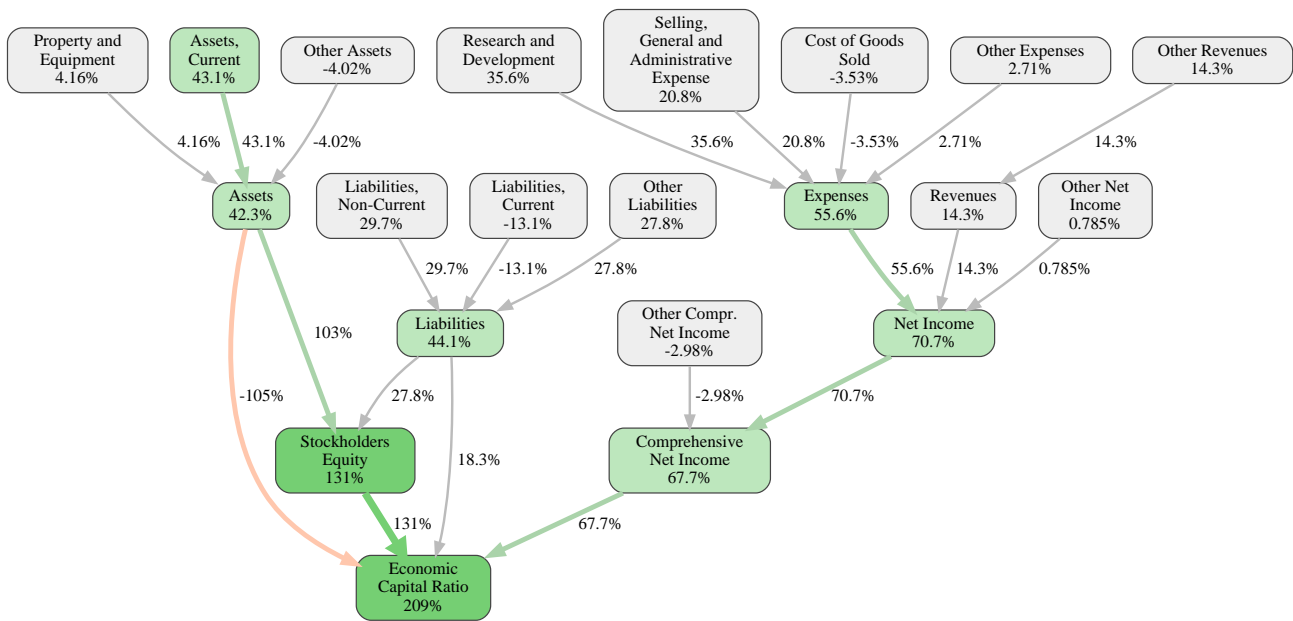 Property and
Equipment
4.16%
Assets,
Current
43.1%
Other Assets
-4.02%
Research and
Development
35.6%
Selling,
General and
Administrative
Expense
20.8%
Cost of Goods
Sold
-3.53%
Other Expenses
2.71%
Other Revenues
14.3%
4.16%
43.1%
-4.02%
35.6%
20.8%
-3.53%
2.71%
14.3%
Assets
42.3%
Liabilities,
Non-Current
29.7%
Liabilities,
Current
-13.1%
Other
Liabilities
27.8%
Expenses
55.6%
Revenues
14.3%
Other Net
Income
0.785%
29.7%
-13.1%
27.8%
55.6%
14.3%
0.785%
103%
Liabilities
44.1%
Other Compr.
Net Income
-2.98%
Net Income
70.7%
-105%
27.8%
-2.98%
70.7%
Stockholders
Equity
131%
18.3%
Comprehensive
Net Income
67.7%
131%
67.7%
Economic
Capital Ratio
209%